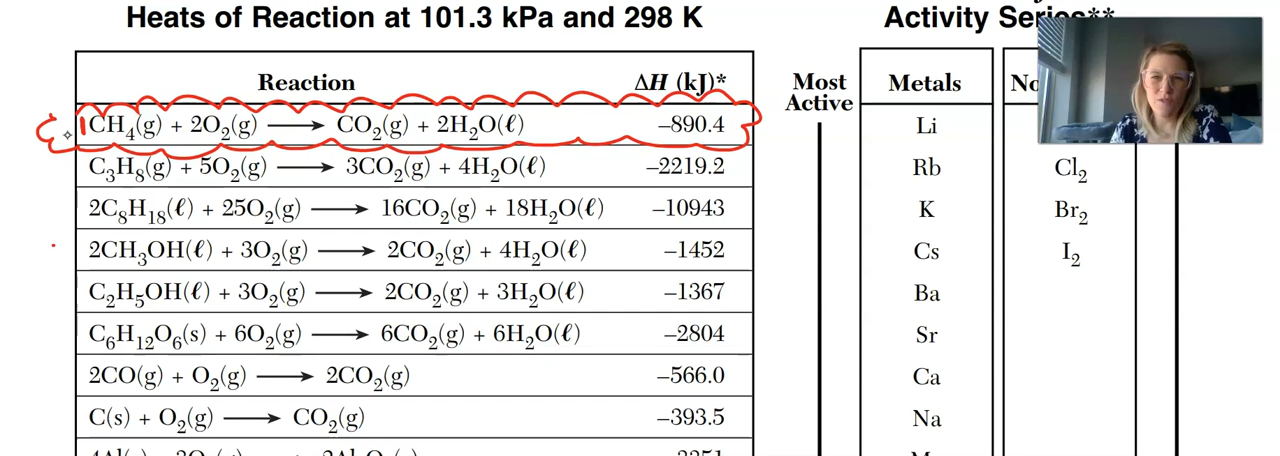 Heats of Reaction at 101.3 kPa and 298 K
Reaction ΔH (kJ)*
1CH₄(g) + 2O₂(g) ⟶ CO₂(g) + 2H₂O(ℓ) –890.4
C₃H₈(g) + 5O₂(g) ⟶ 3CO₂(g) + 4H₂O(ℓ) –2219.2
2C₈H₁₈(ℓ) + 25O₂(g) ⟶ 16CO₂(g) + 18H₂O(ℓ) –10943
2CH₃OH(ℓ) + 3O₂(g) ⟶ 2CO₂(g) + 4H₂O(ℓ) –1452
C₂H₅OH(ℓ) + 3O₂(g) ⟶ 2CO₂(g) + 3H₂O(ℓ) –1367
C₆H₁₂O₆(s) + 6O₂(g) ⟶ 6CO₂(g) + 6H₂O(ℓ) –2804
2CO(g) + O₂(g) ⟶ 2CO₂(g) –566.0
C(s) + O₂(g) ⟶ CO₂(g) –393.5
Activity Series**
Most
Active
Metals
Li
Rb
K
Cs
Ba
Sr
Ca
Na
Cl₂
Br₂
I₂